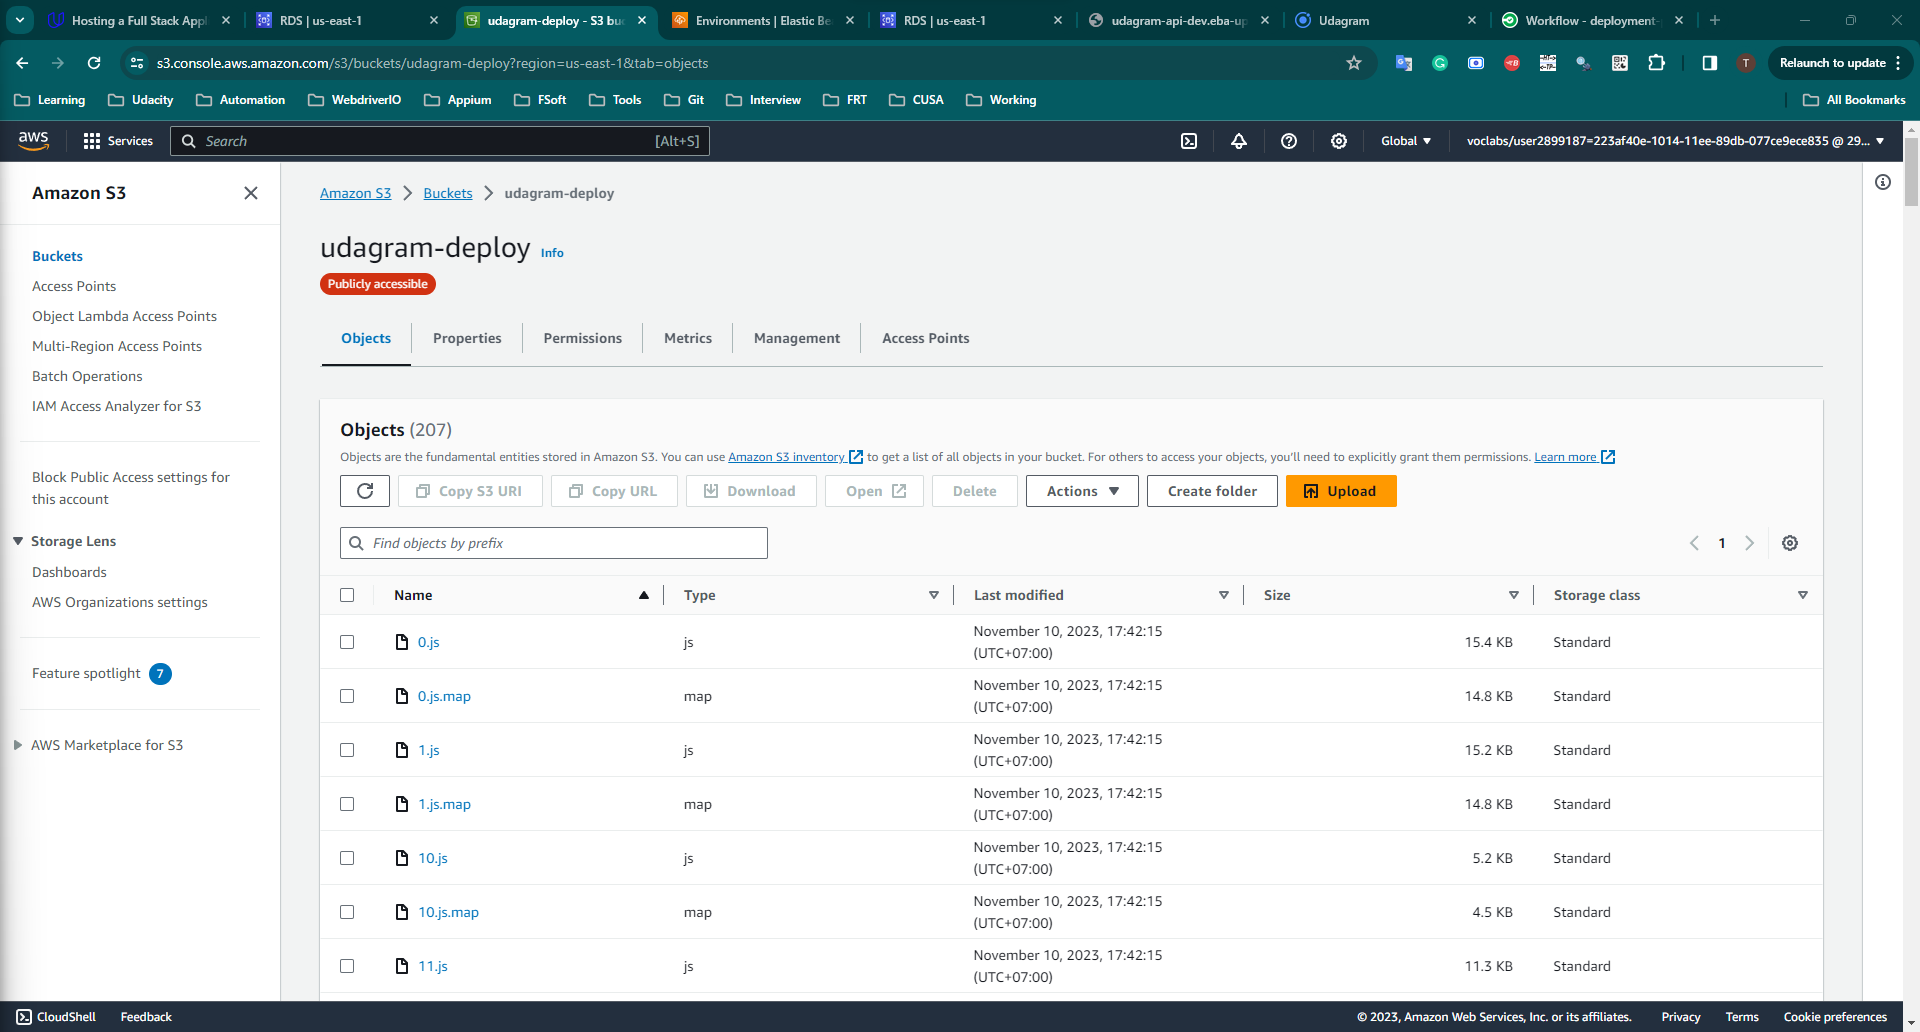 Hosting a Full Stack Appl
RDS | us-east-1
udagram-deploy - S3 buc
Environments | Elastic Be
RDS | us-east-1
udagram-api-dev.eba-up
Udagram
Workflow - deployment-
s3.console.aws.amazon.com/s3/buckets/udagram-deploy?region=us-east-1&tab=objects
T
Relaunch to update
Learning
Udacity
Automation
WebdriverIO
Appium
FSoft
Tools
Git
Interview
FRT
CUSA
Working
All Bookmarks
aws
Services
Search
[Alt+S]
Global
voclabs/user2899187=223af40e-1014-11ee-89db-077ce9ece835 @ 29...
Amazon S3
Buckets
Access Points
Object Lambda Access Points
Multi-Region Access Points
Batch Operations
IAM Access Analyzer for S3
Block Public Access settings for
this account
Storage Lens
Dashboards
AWS Organizations settings
Feature spotlight 7
AWS Marketplace for S3
Amazon S3 > Buckets > udagram-deploy
udagram-deploy Info
Publicly accessible
Objects
Properties
Permissions
Metrics
Management
Access Points
Objects (207)
Objects are the fundamental entities stored in Amazon S3. You can use Amazon S3 inventory to get a list of all objects in your bucket. For others to access your objects, you'll need to explicitly grant them permissions. Learn more
Copy S3 URI
Copy URL
Download
Open
Delete
Actions
Create folder
Upload
Find objects by prefix
1
Name Type Last modified Size Storage class
0.js js November 10, 2023, 17:42:15 15.4 KB Standard
(UTC+07:00)
0.js.map map November 10, 2023, 17:42:15 14.8 KB Standard
(UTC+07:00)
1.js js November 10, 2023, 17:42:15 15.2 KB Standard
(UTC+07:00)
1.js.map map November 10, 2023, 17:42:15 14.8 KB Standard
(UTC+07:00)
10.js js November 10, 2023, 17:42:15 5.2 KB Standard
(UTC+07:00)
10.js.map map November 10, 2023, 17:42:15 4.5 KB Standard
(UTC+07:00)
11.js js November 10, 2023, 17:42:15 11.3 KB Standard
(UTC+07:00)
CloudShell
Feedback
© 2023, Amazon Web Services, Inc. or its affiliates.
Privacy
Terms
Cookie preferences